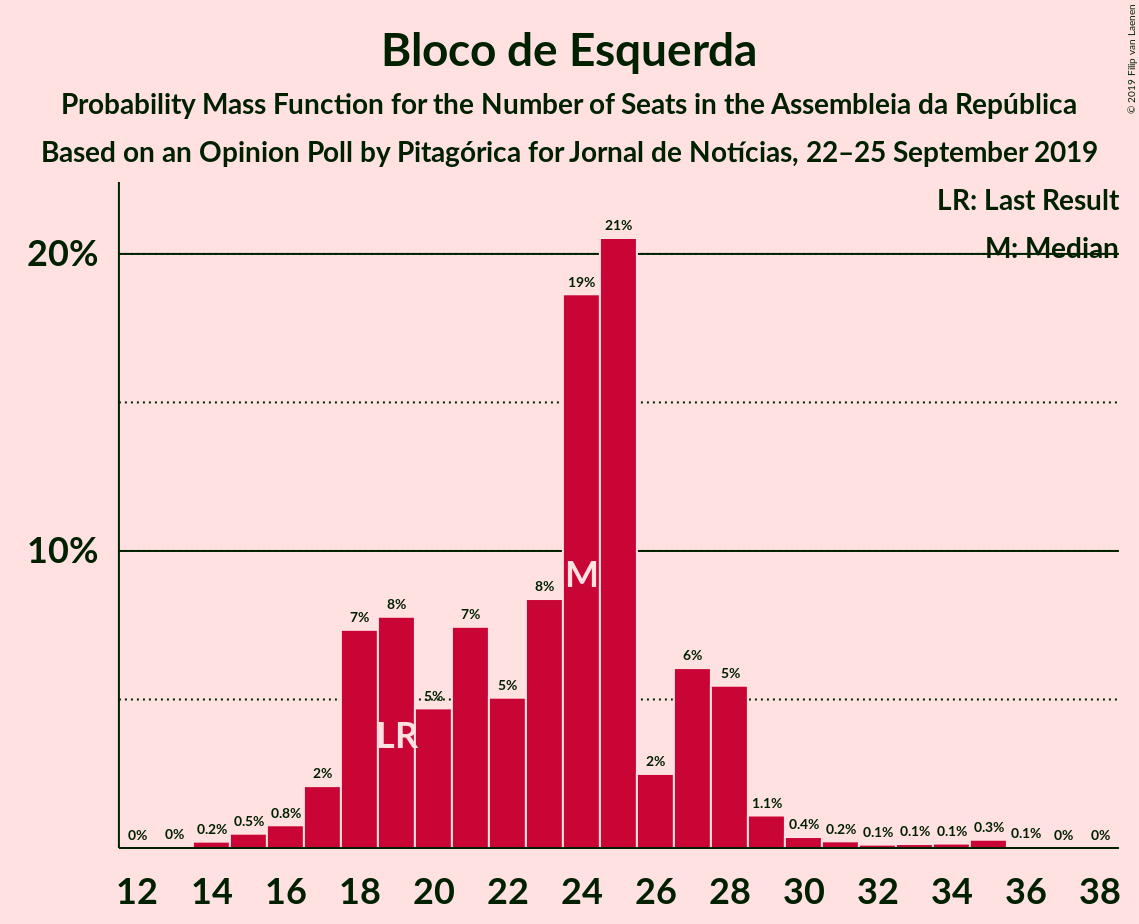 Bloco de Esquerda
Probability Mass Function for the Number of Seats in the Assembleia da República
Based on an Opinion Poll by Pitagórica for Jornal de Notícias, 22–25 September 2019
© 2019 Filip van Laenen
LR: Last Result
M: Median
20%
10%
0% 0% 0.2% 0.5% 0.8% 2% 7% 8% 5% 7% 5% 8% 19% 21% 2% 6% 5% 1.1% 0.4% 0.2% 0.1% 0.1% 0.1% 0.3% 0.1% 0% 0%
M
LR
12 14 16 18 20 22 24 26 28 30 32 34 36 38